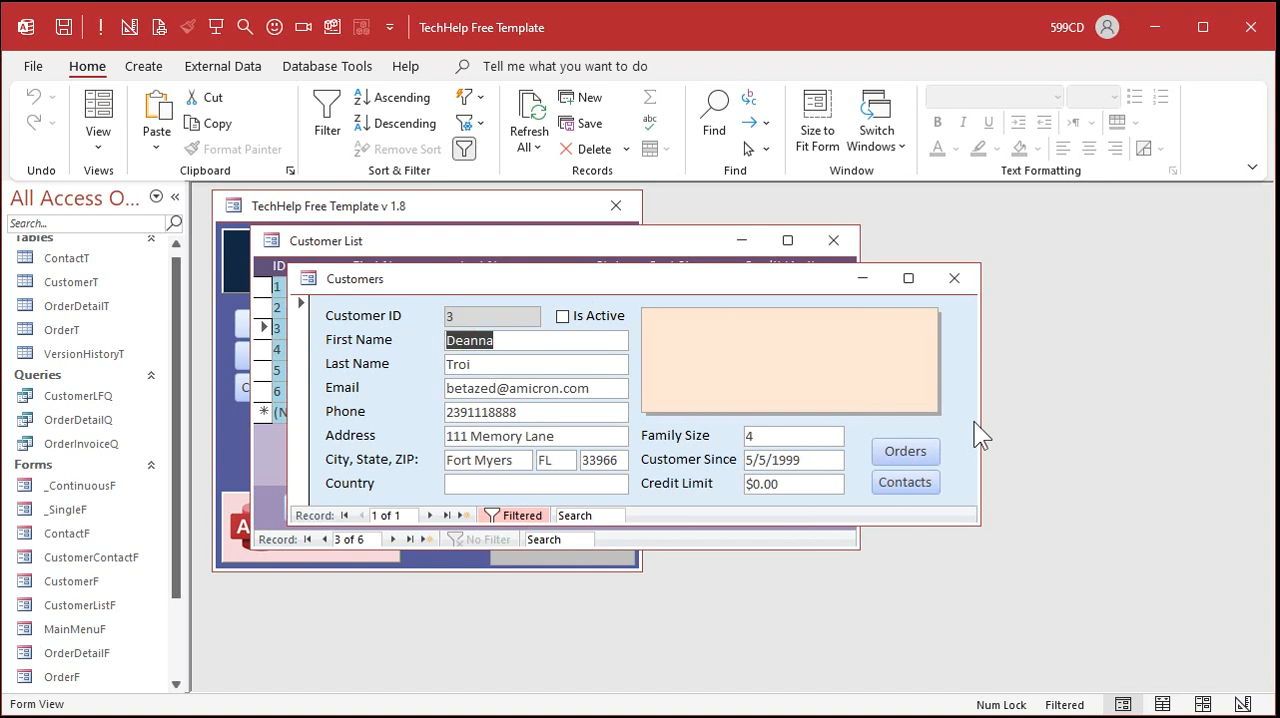 TechHelp Free Template
599CD
File Home Create External Data Database Tools Help Tell me what you want to do
View
Paste
Cut
Copy
Format Painter
Filter
Ascending
Descending
Remove Sort
Refresh
All
New
Save
Delete
Find
Size to
Fit Form
Switch
Windows
B I U A
Undo Views Clipboard Sort & Filter Records Find Window Text Formatting
All Access O...
Search...
Tables
ContactT
CustomerT
OrderDetailT
OrderT
VersionHistoryT
Queries
CustomerLFQ
OrderDetailQ
OrderInvoiceQ
Forms
_ContinuousF
_SingleF
ContactF
CustomerContactF
CustomerF
CustomerListF
MainMenuF
OrderDetailF
OrderF
TechHelp Free Template v 1.8
Customer List
ID
1
2
3
4
5
6
(N
Customers
Customer ID 3 Is Active
First Name Deanna
Last Name Troi
Email betazed@amicron.com
Phone 2391118888
Address 111 Memory Lane
City, State, ZIP: Fort Myers FL 33966
Country
Family Size 4
Customer Since 5/5/1999
Credit Limit $0.00
Orders
Contacts
Record: 1 of 1 Filtered Search
Record: 3 of 6 No Filter Search
Form View Num Lock Filtered